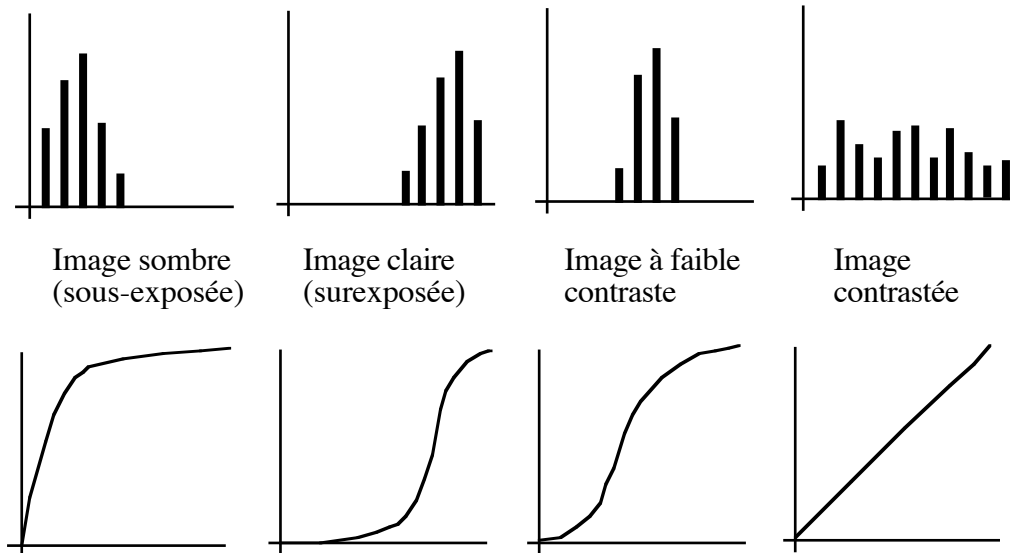 Image sombre
(sous-exposée)
Image claire
(surexposée)
Image à faible
contraste
Image
contrastée